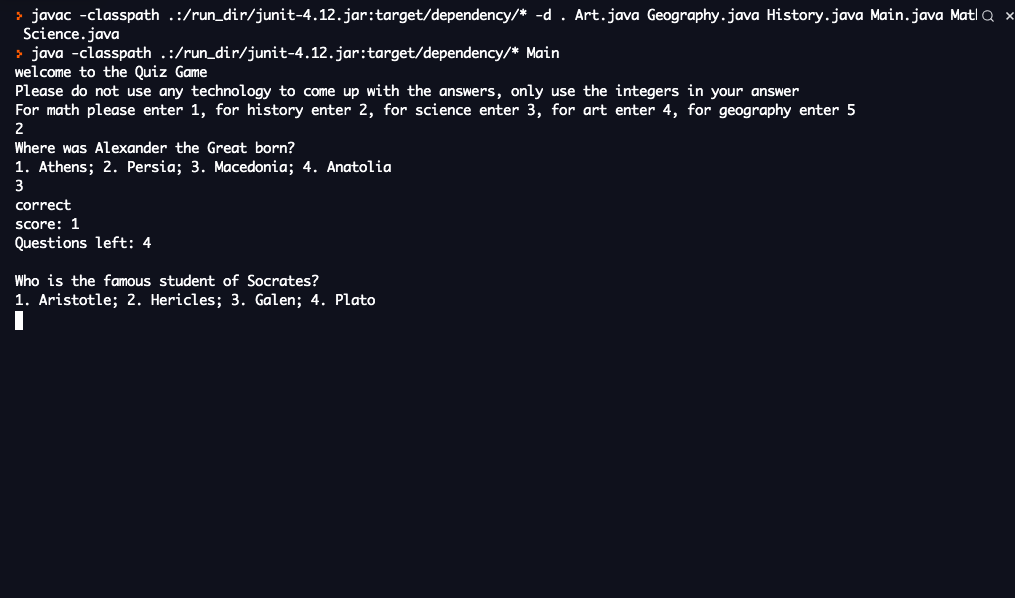 > javac -classpath .:/run_dir/junit-4.12.jar:target/dependency/* -d . Art.java Geography.java History.java Main.java Mat
Science.java
> java -classpath .:/run_dir/junit-4.12.jar:target/dependency/* Main
welcome to the Quiz Game
Please do not use any technology to come up with the answers, only use the integers in your answer
For math please enter 1, for history enter 2, for science enter 3, for art enter 4, for geography enter 5
2
Where was Alexander the Great born?
1. Athens; 2. Persia; 3. Macedonia; 4. Anatolia
3
correct
score: 1
Questions left: 4
Who is the famous student of Socrates?
1. Aristotle; 2. Hericles; 3. Galen; 4. Plato